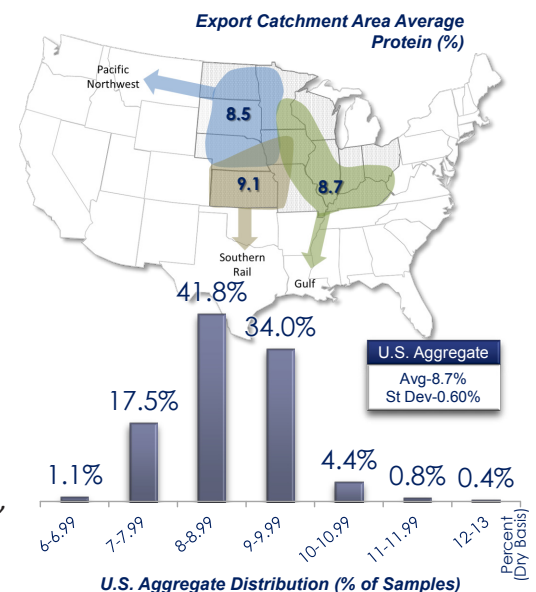 Export Catchment Area Average
Protein (%)
Pacific
Northwest
8.5
9.1
8.7
Southern
Rail
Gulf
41.8%
34.0%
U.S. Aggregate
Avg-8.7%
St Dev-0.60%
17.5%
1.1%
4.4%
0.8%
0.4%
6-6.99
7-7.99
8-8.99
9-9.99
10-10.99
11-11.99
12-13
Percent
(Dry Basis)
U.S. Aggregate Distribution (% of Samples)